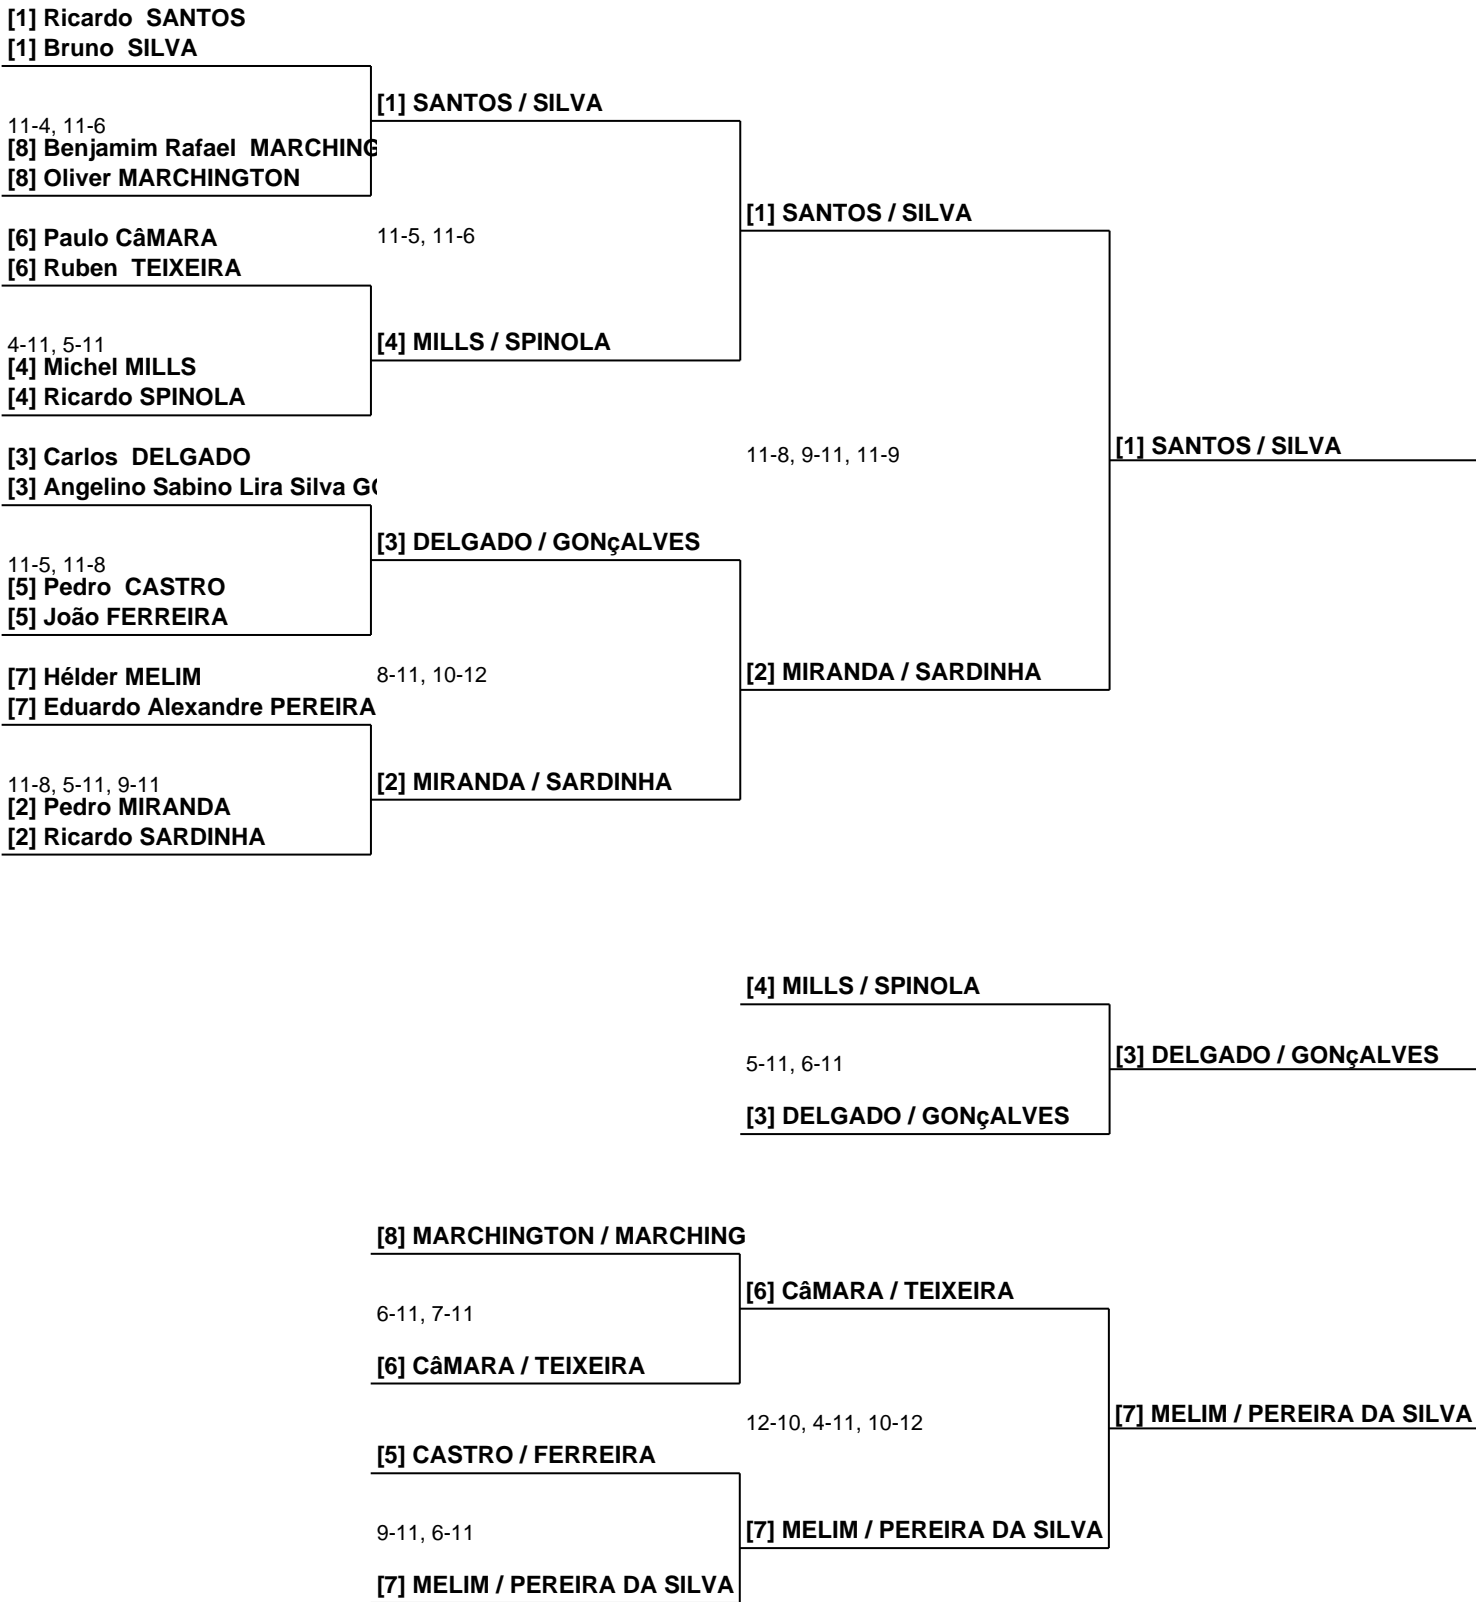 [1] Ricardo SANTOS
[1] Bruno SILVA
[1] SANTOS / SILVA
11-4, 11-6
[8] Benjamim Rafael MARCHING
[8] Oliver MARCHINGTON
[1] SANTOS / SILVA
[6] Paulo CâMARA
11-5, 11-6
[6] Ruben TEIXEIRA
4-11, 5-11
[4] MILLS / SPINOLA
[4] Michel MILLS
[4] Ricardo SPINOLA
[3] Carlos DELGADO
11-8, 9-11, 11-9
[1] SANTOS / SILVA
[3] Angelino Sabino Lira Silva GO
[3] DELGADO / GONçALVES
11-5, 11-8
[5] Pedro CASTRO
[5] João FERREIRA
[7] Hélder MELIM
8-11, 10-12
[2] MIRANDA / SARDINHA
[7] Eduardo Alexandre PEREIRA
11-8, 5-11, 9-11
[2] MIRANDA / SARDINHA
[2] Pedro MIRANDA
[2] Ricardo SARDINHA
[4] MILLS / SPINOLA
5-11, 6-11
[3] DELGADO / GONçALVES
[3] DELGADO / GONçALVES
[8] MARCHINGTON / MARCHING
[6] CâMARA / TEIXEIRA
6-11, 7-11
[6] CâMARA / TEIXEIRA
12-10, 4-11, 10-12
[7] MELIM / PEREIRA DA SILVA
[5] CASTRO / FERREIRA
9-11, 6-11
[7] MELIM / PEREIRA DA SILVA
[7] MELIM / PEREIRA DA SILVA